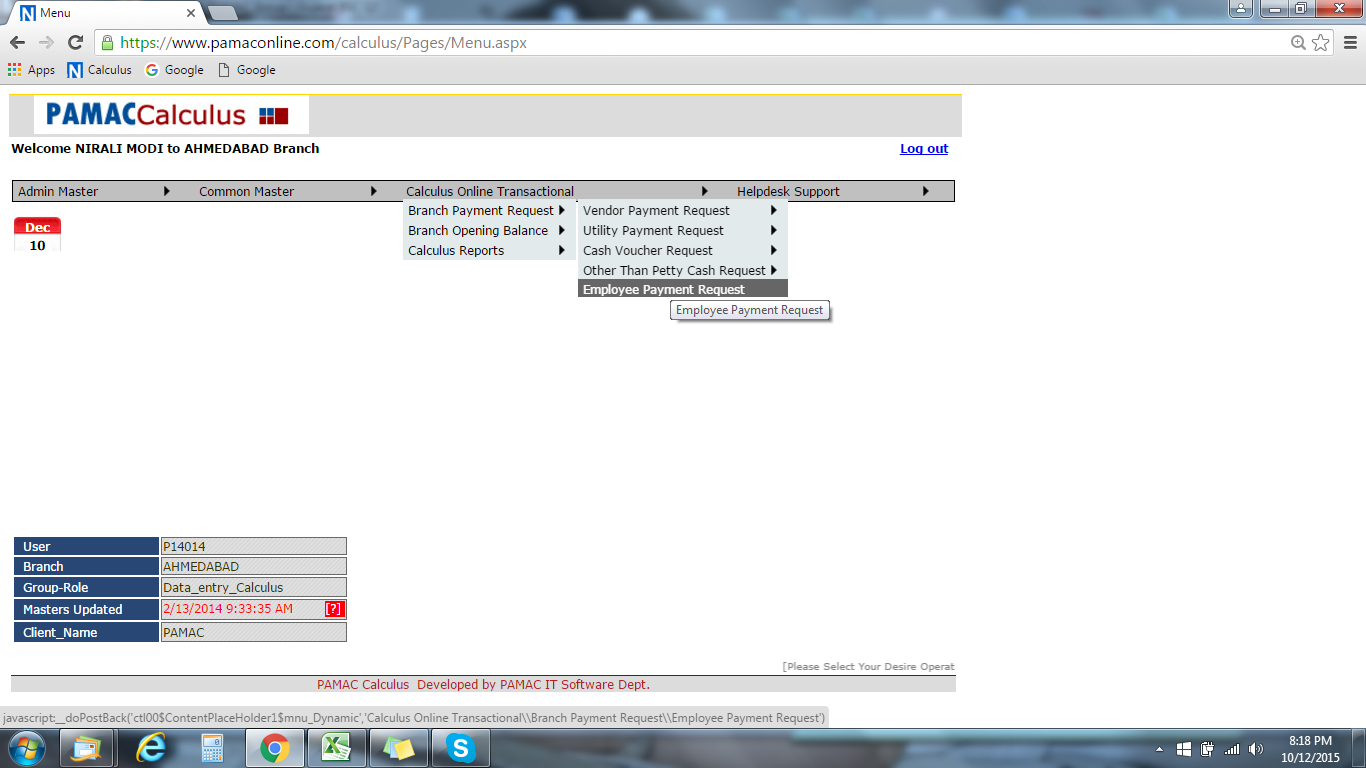 Menu
https://www.pamaconline.com/calculus/Pages/Menu.aspx
Apps Calculus Google Google
PAMACCalculus
Welcome NIRALI MODI to AHMEDABAD Branch Log out
Admin Master Common Master Calculus Online Transactional Helpdesk Support
Branch Payment Request Vendor Payment Request
Branch Opening Balance Utility Payment Request
Calculus Reports Cash Voucher Request
Other Than Petty Cash Request
Employee Payment Request
Employee Payment Request
Dec
10
User P14014
Branch AHMEDABAD
Group-Role Data_entry_Calculus
Masters Updated 2/13/2014 9:33:35 AM [?]
Client_Name PAMAC
[Please Select Your Desire Operat
PAMAC Calculus Developed by PAMAC IT Software Dept.
javascript:__doPostBack('ctl00$ContentPlaceHolder1$mnu_Dynamic','Calculus Online Transactional\\Branch Payment Request\\Employee Payment Request')
8:18 PM
10/12/2015